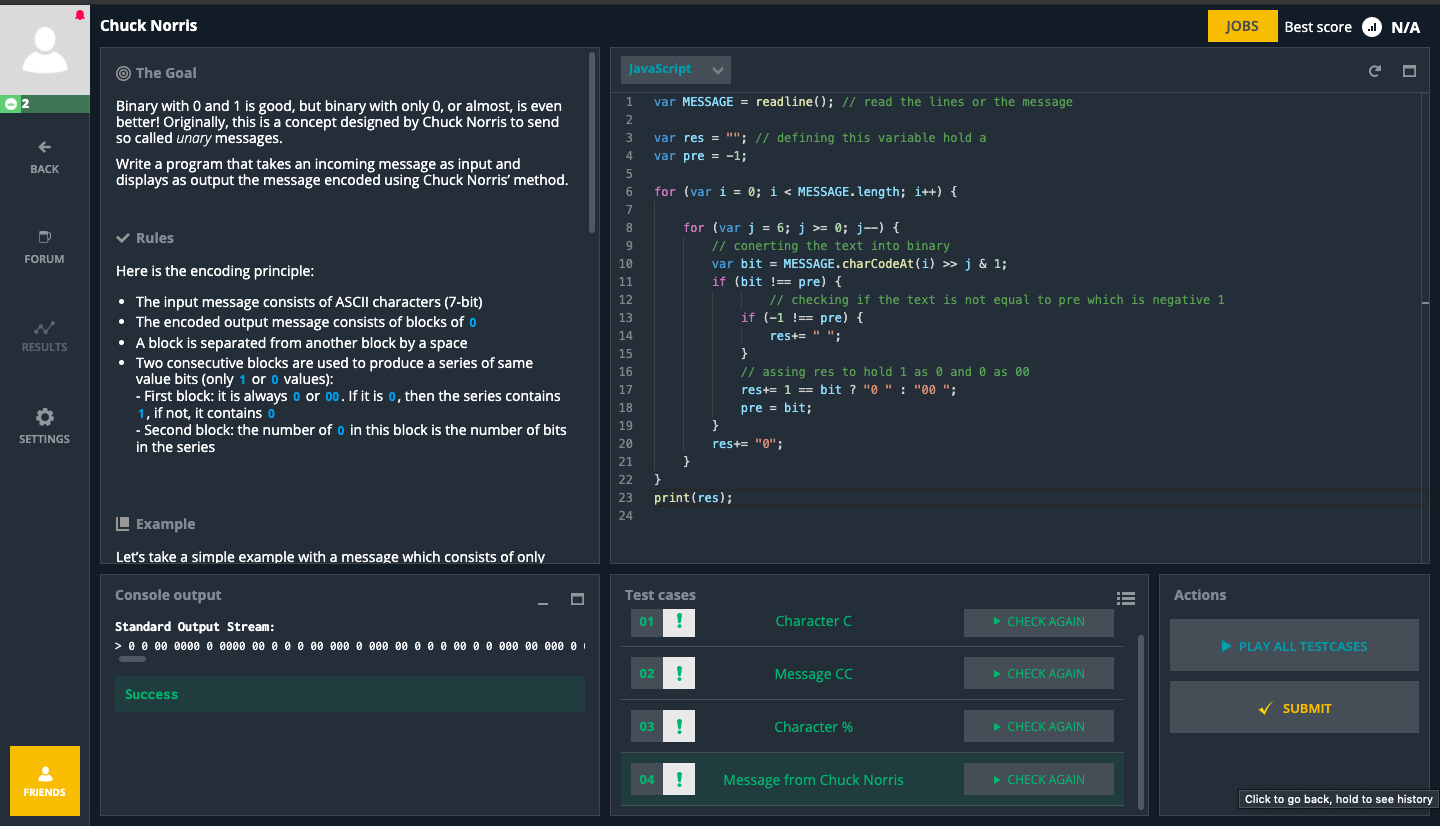 Chuck Norris
JOBS
Best score
N/A
2
BACK
FORUM
RESULTS
SETTINGS
FRIENDS
The Goal
Binary with 0 and 1 is good, but binary with only 0, or almost, is even
better! Originally, this is a concept designed by Chuck Norris to send
so called unary messages.
Write a program that takes an incoming message as input and
displays as output the message encoded using Chuck Norris’ method.
Rules
Here is the encoding principle:
• The input message consists of ASCII characters (7-bit)
• The encoded output message consists of blocks of 0
• A block is separated from another block by a space
• Two consecutive blocks are used to produce a series of same
value bits (only 1 or 0 values):
- First block: it is always 0 or 00. If it is 0, then the series contains
1, if not, it contains 0
- Second block: the number of 0 in this block is the number of bits
in the series
Example
Let’s take a simple example with a message which consists of only
JavaScript
1 var MESSAGE = readline(); // read the lines or the message
2
3 var res = ""; // defining this variable hold a
4 var pre = -1;
5
6 for (var i = 0; i < MESSAGE.length; i++) {
7
8 for (var j = 6; j >= 0; j--) {
9 // conerting the text into binary
10 var bit = MESSAGE.charCodeAt(i) >> j & 1;
11 if (bit !== pre) {
12 // checking if the text is not equal to pre which is negative 1
13 if (-1 !== pre) {
14 res+= " ";
15 }
16 // assing res to hold 1 as 0 and 0 as 00
17 res+= 1 == bit ? "0 " : "00 ";
18 pre = bit;
19 }
20 res+= "0";
21 }
22 }
23 print(res);
24
Console output
Standard Output Stream:
> 0 0 00 0000 0 0000 00 0 0 0 00 000 0 000 00 0 0 0 00 0 0 000 00 000 0
Success
Test cases
01 ! Character C CHECK AGAIN
02 ! Message CC CHECK AGAIN
03 ! Character % CHECK AGAIN
04 ! Message from Chuck Norris CHECK AGAIN
Actions
PLAY ALL TESTCASES
SUBMIT
Click to go back, hold to see history